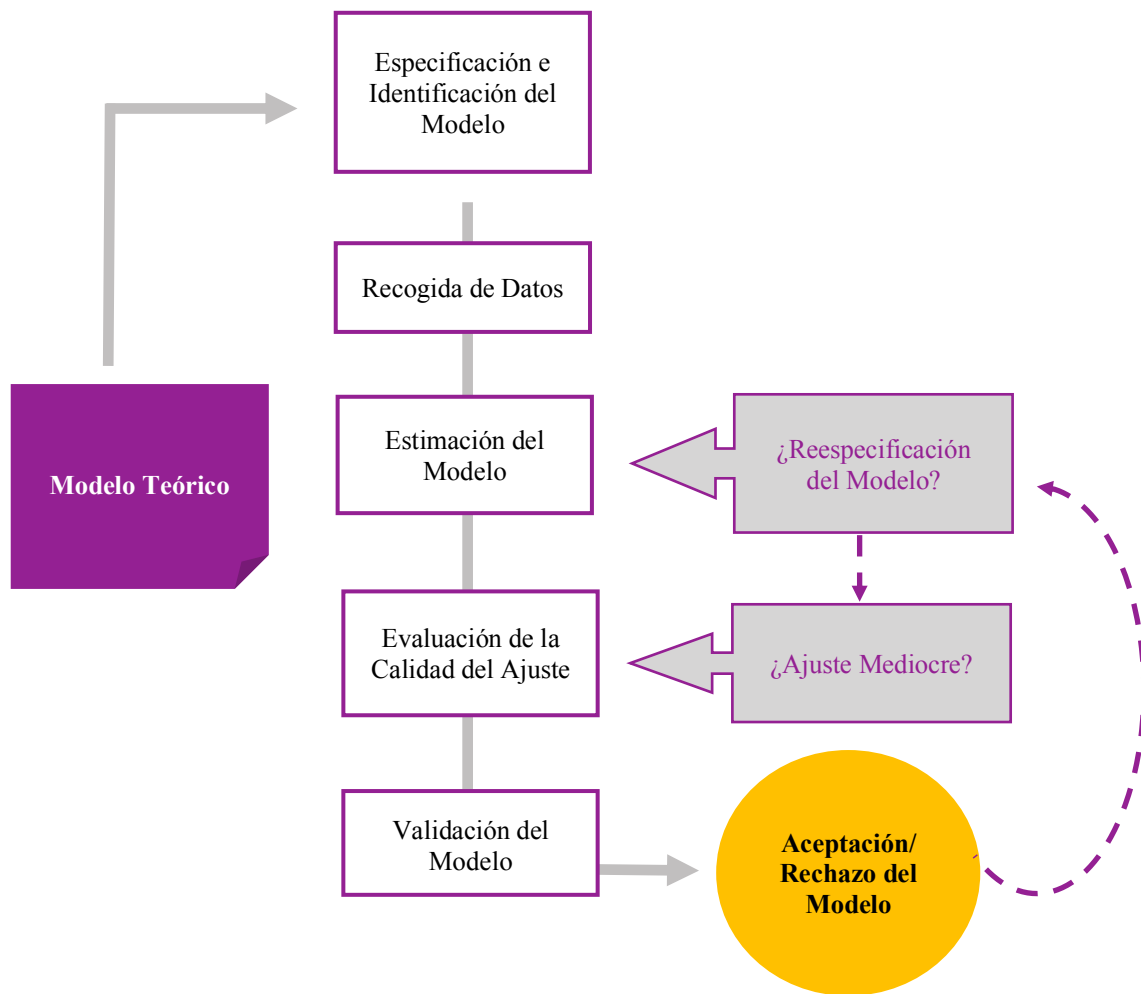 Especificación e
Identificación del
Modelo
Recogida de Datos
Modelo Teórico
Estimación del
Modelo
¿Reespecificación
del Modelo?
Evaluación de la
Calidad del Ajuste
¿Ajuste Mediocre?
Validación del
Modelo
Aceptación/
Rechazo del
Modelo